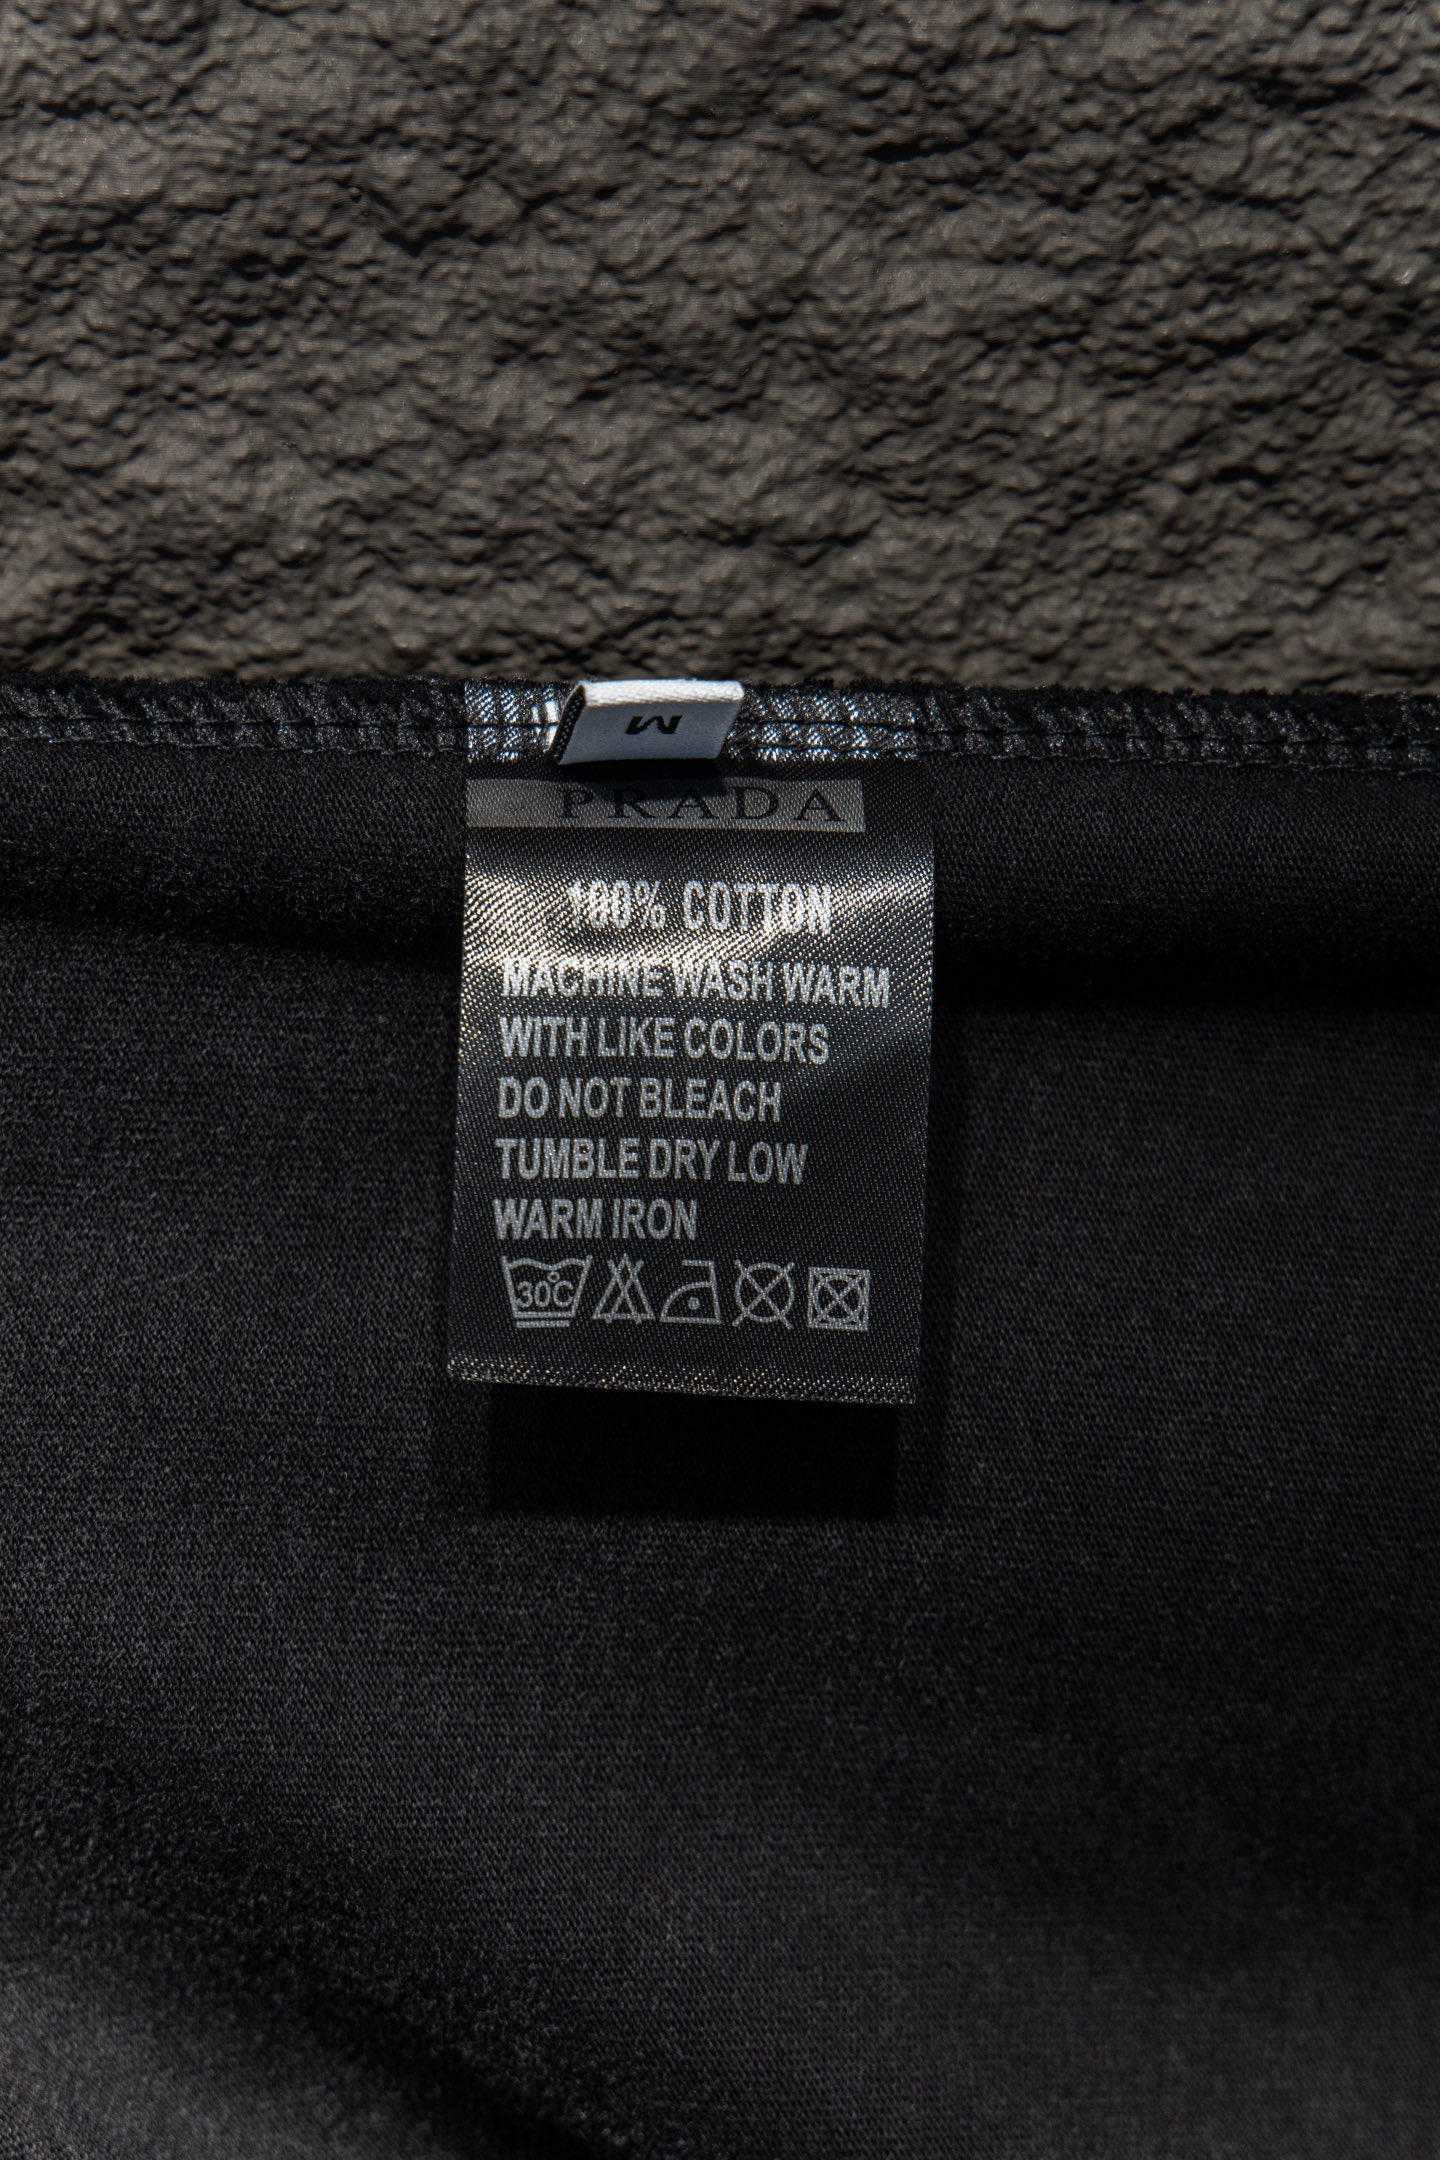 M
PRADA
100% COTTON
MACHINE WASH WARM
WITH LIKE COLORS
DO NOT BLEACH
TUMBLE DRY LOW
WARM IRON
30°C